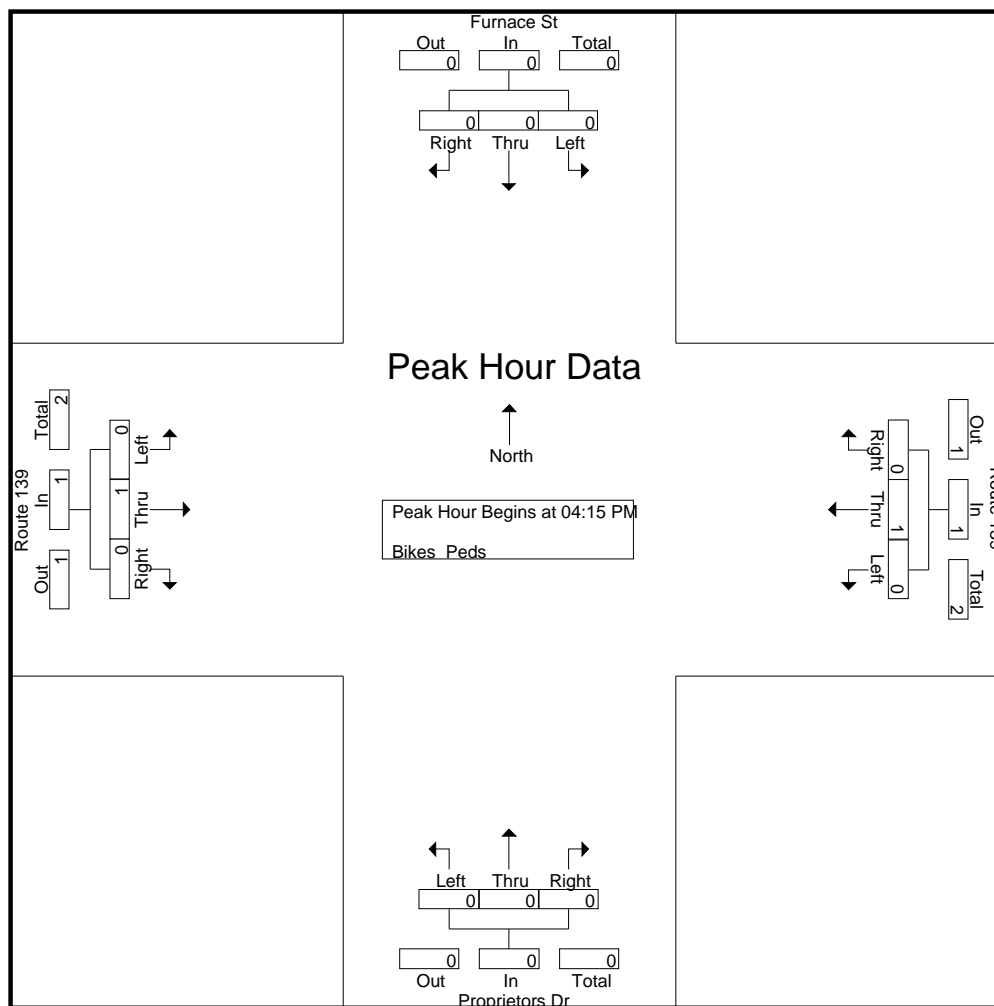 Furnace St
Out In Total
0 0 0
0 0 0
Right Thru Left
Peak Hour Data
North
Peak Hour Begins at 04:15 PM
Bikes Peds
Route 139
Out In Total
1 1 2
0 1 0
Left Thru Right
Out In Total
1 1 2
0 1 0
Right Thru Left
Left Thru Right
0 0 0
0 0 0
Out In Total
Proprietors Dr